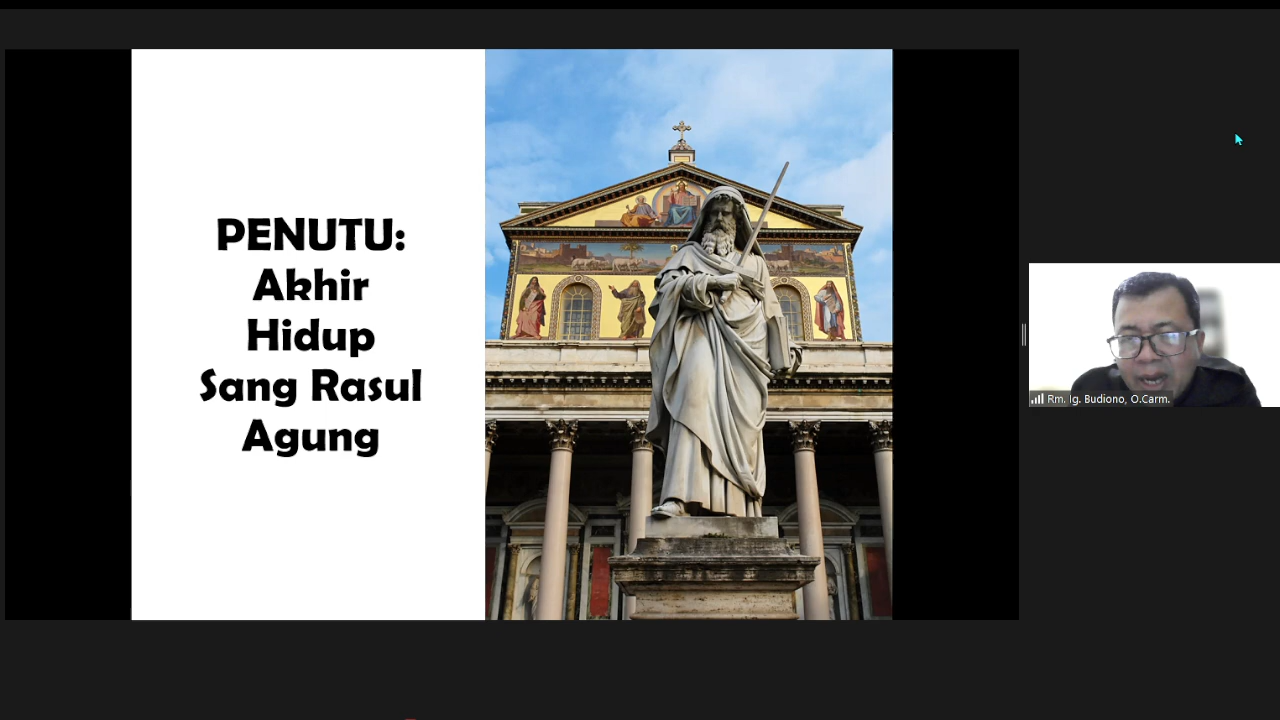 PENUTU:
Akhir
Hidup
Sang Rasul
Agung
Rm. Ig. Budiono, O.Carm.